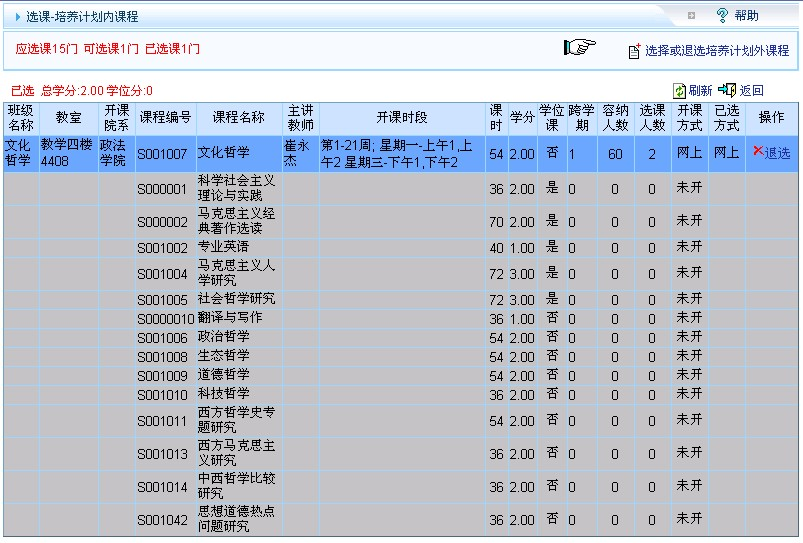 选课-培养计划内课程 帮助
应选课15门 可选课1门 已选课1门 选择或退选培养计划外课程
已选 总学分:2.00 学位分:0 刷新 返回
班级名称 教室 开课院系 课程编号 课程名称 主讲教师 开课时段 课时 学分 学位课 跨学期 容纳人数 选课人数 开课方式 已选方式 操作
文化哲学 教学四楼4408 政法学院 S001007 文化哲学 崔永杰 第1-21周; 星期一-上午1,上午2 星期三-下午1,下午2 54 2.00 否 1 60 2 网上 网上 退选
S000001 科学社会主义理论与实践 36 2.00 是 0 0 0 未开
S000002 马克思主义经典著作选读 70 2.00 是 0 0 0 未开
S001002 专业英语 40 1.00 是 0 0 0 未开
S001004 马克思主义人学研究 72 3.00 是 0 0 0 未开
S001005 社会哲学研究 72 3.00 是 0 0 0 未开
S0000010 翻译与写作 36 1.00 否 0 0 0 未开
S001006 政治哲学 54 2.00 否 0 0 0 未开
S001008 生态哲学 54 2.00 否 0 0 0 未开
S001009 道德哲学 54 2.00 否 0 0 0 未开
S001010 科技哲学 36 2.00 否 0 0 0 未开
S001011 西方哲学史专题研究 54 2.00 否 0 0 0 未开
S001013 西方马克思主义研究 36 2.00 否 0 0 0 未开
S001014 中西哲学比较研究 36 2.00 否 0 0 0 未开
S001042 思想道德热点问题研究 36 2.00 否 0 0 0 未开